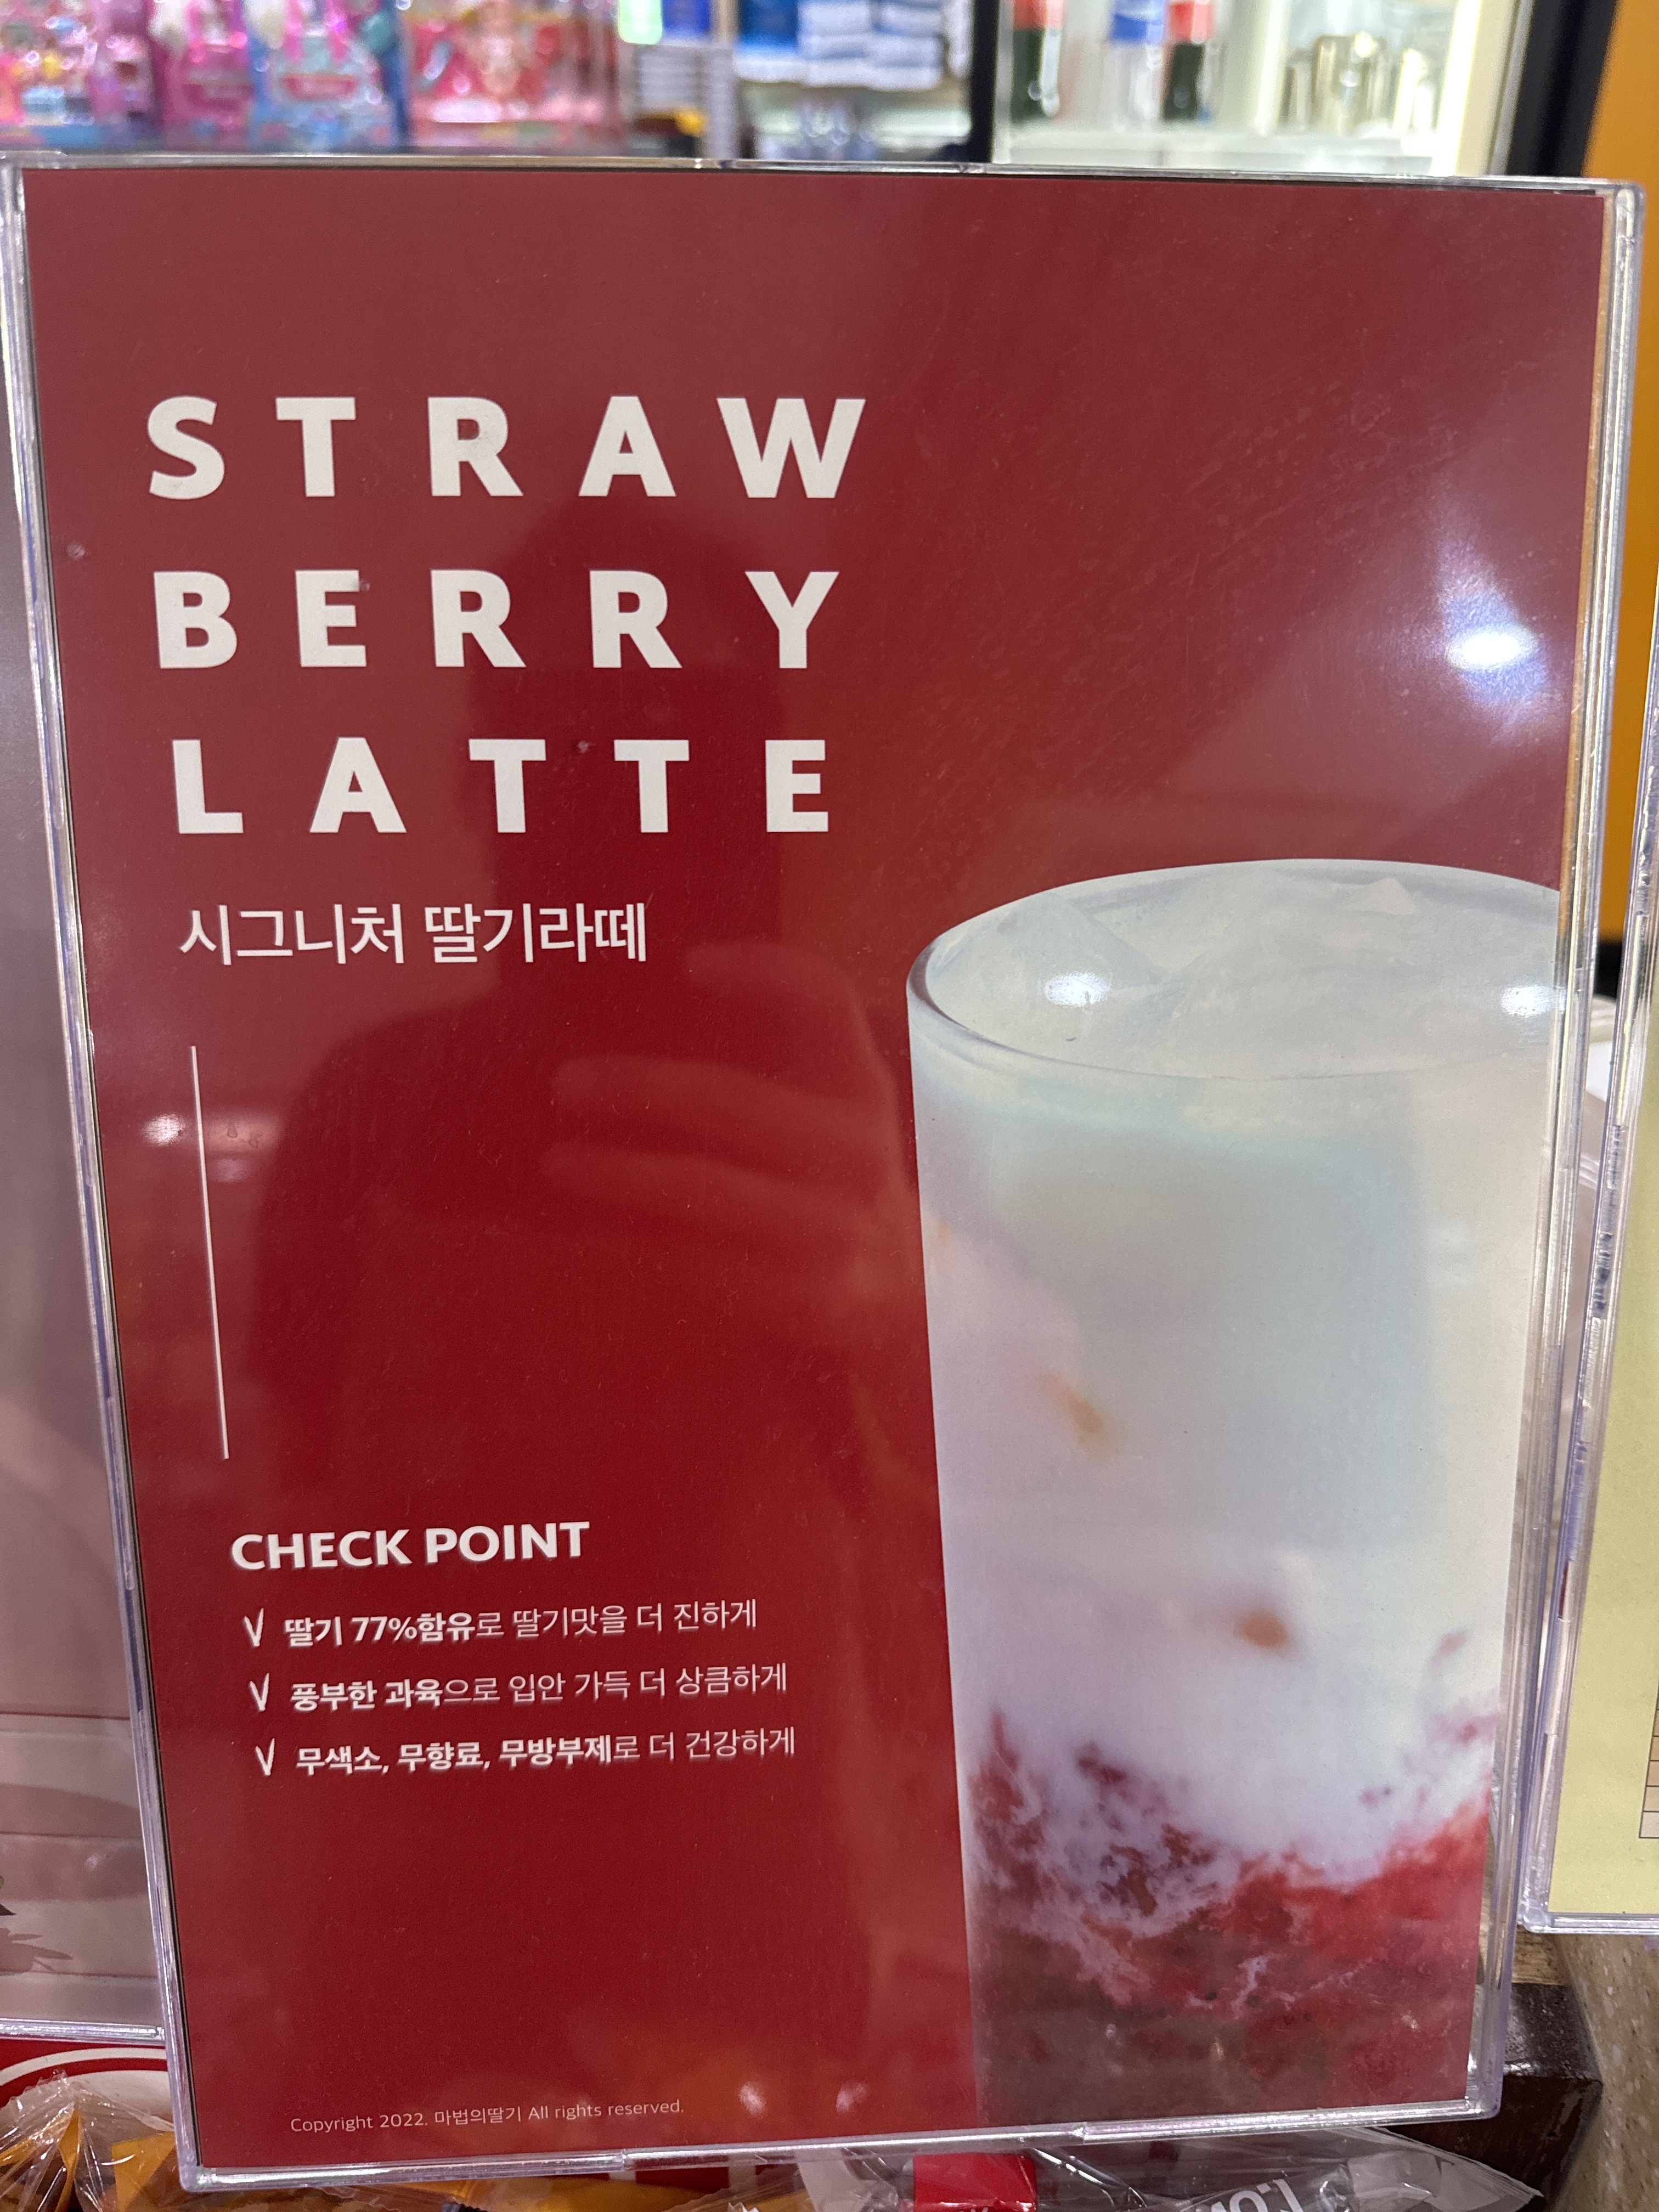 STRAW
BERRY
LATTE
시그니처 딸기라떼
CHECK POINT
딸기 77%함유로 딸기맛을 더 진하게
풍부한 과육으로 입안 가득 더 상큼하게
무색소, 무향료, 무방부제로 더 건강하게
Copyright 2022. 마법의딸기 All rights reserved.